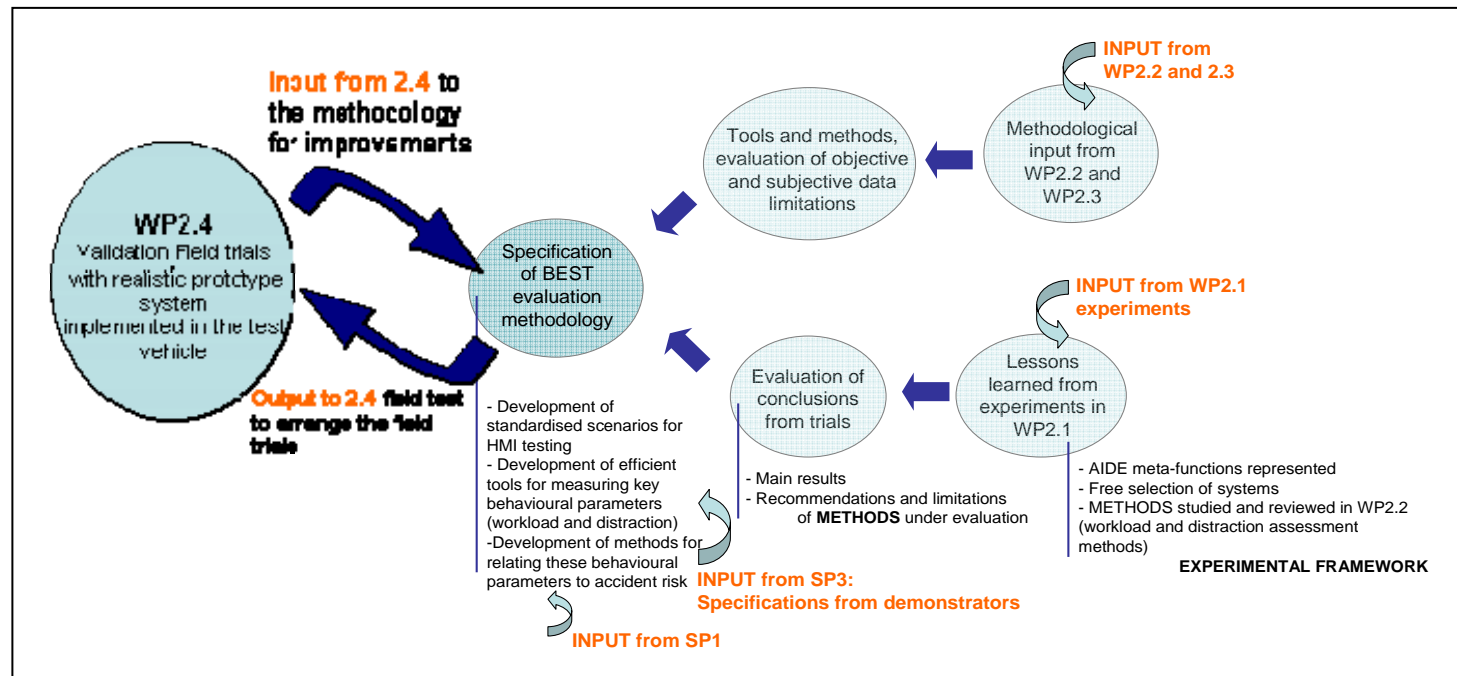 Input from 2.4 to
the methocology
for improvsmerts
WP2.4
Validation Field trials
with realistic protctype
system
implemented in the test
vehicle
Output to 2.4 field test
to arrange the field
trials
Specification
of BEST
evaluation
methodology
- Development of
standardised scenarios for
HMI testing
- Development of efficient
tools for measuring key
behavioural parameters
(workload and distraction)
-Development of methods for
relating these behavioural
parameters to accident risk
INPUT from SP1
Tools and methods,
evaluation of objective
and subjective data
limitations
INPUT from
WP2.2 and 2.3
Methodological
input from
WP2.2 and
WP2.3
Evaluation of
conclusions
from trials
- Main results
- Recommendations and limitations
of METHODS under evaluation
INPUT from SP3:
Specifications from demonstrators
INPUT from WP2.1
experiments
Lessons
learned from
experiments in
WP2.1
- AIDE meta-functions represented
- Free selection of systems
- METHODS studied and reviewed in WP2.2
(workload and distraction assessment
methods)
EXPERIMENTAL FRAMEWORK